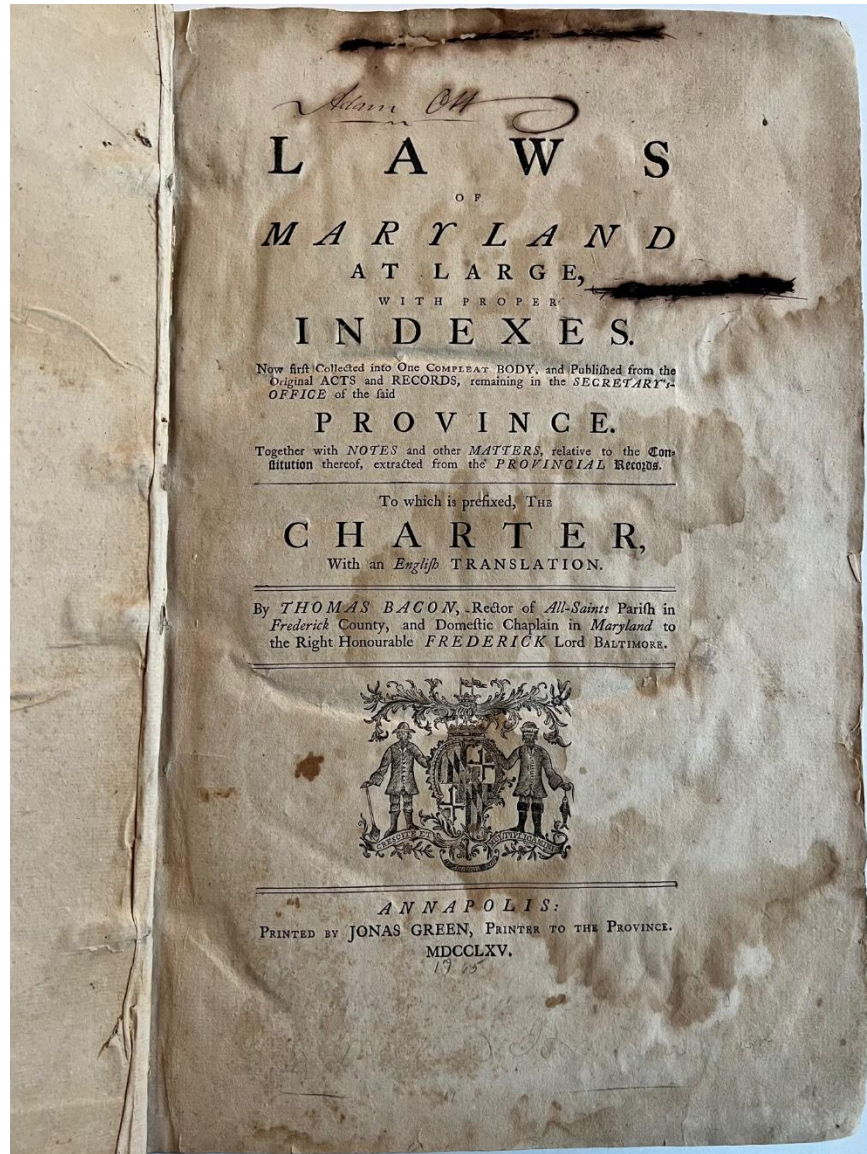 Adam Ott
LAWS
OF
MARYLAND
AT LARGE,
WITH PROPER
INDEXES.
Now firſt Collected into One COMPLEAT BODY, and Publiſhed from the
Original ACTS and RECORDS, remaining in the SECRETARY's-
OFFICE of the ſaid
PROVINCE.
Together with NOTES and other MATTERS, relative to the Con-
ſtitution thereof, extracted from the PROVINCIAL Records.
To which is prefixed, THE
CHARTER,
With an Engliſh TRANSLATION.
By THOMAS BACON, Rector of All-Saints Pariſh in
Frederick County, and Domeſtic Chaplain in Maryland to
the Right Honourable FREDERICK Lord BALTIMORE.
CRESCITE ET MULTIPLICAMINI
ANNAPOLIS:
PRINTED BY JONAS GREEN, PRINTER TO THE PROVINCE.
MDCCLXV.
1765